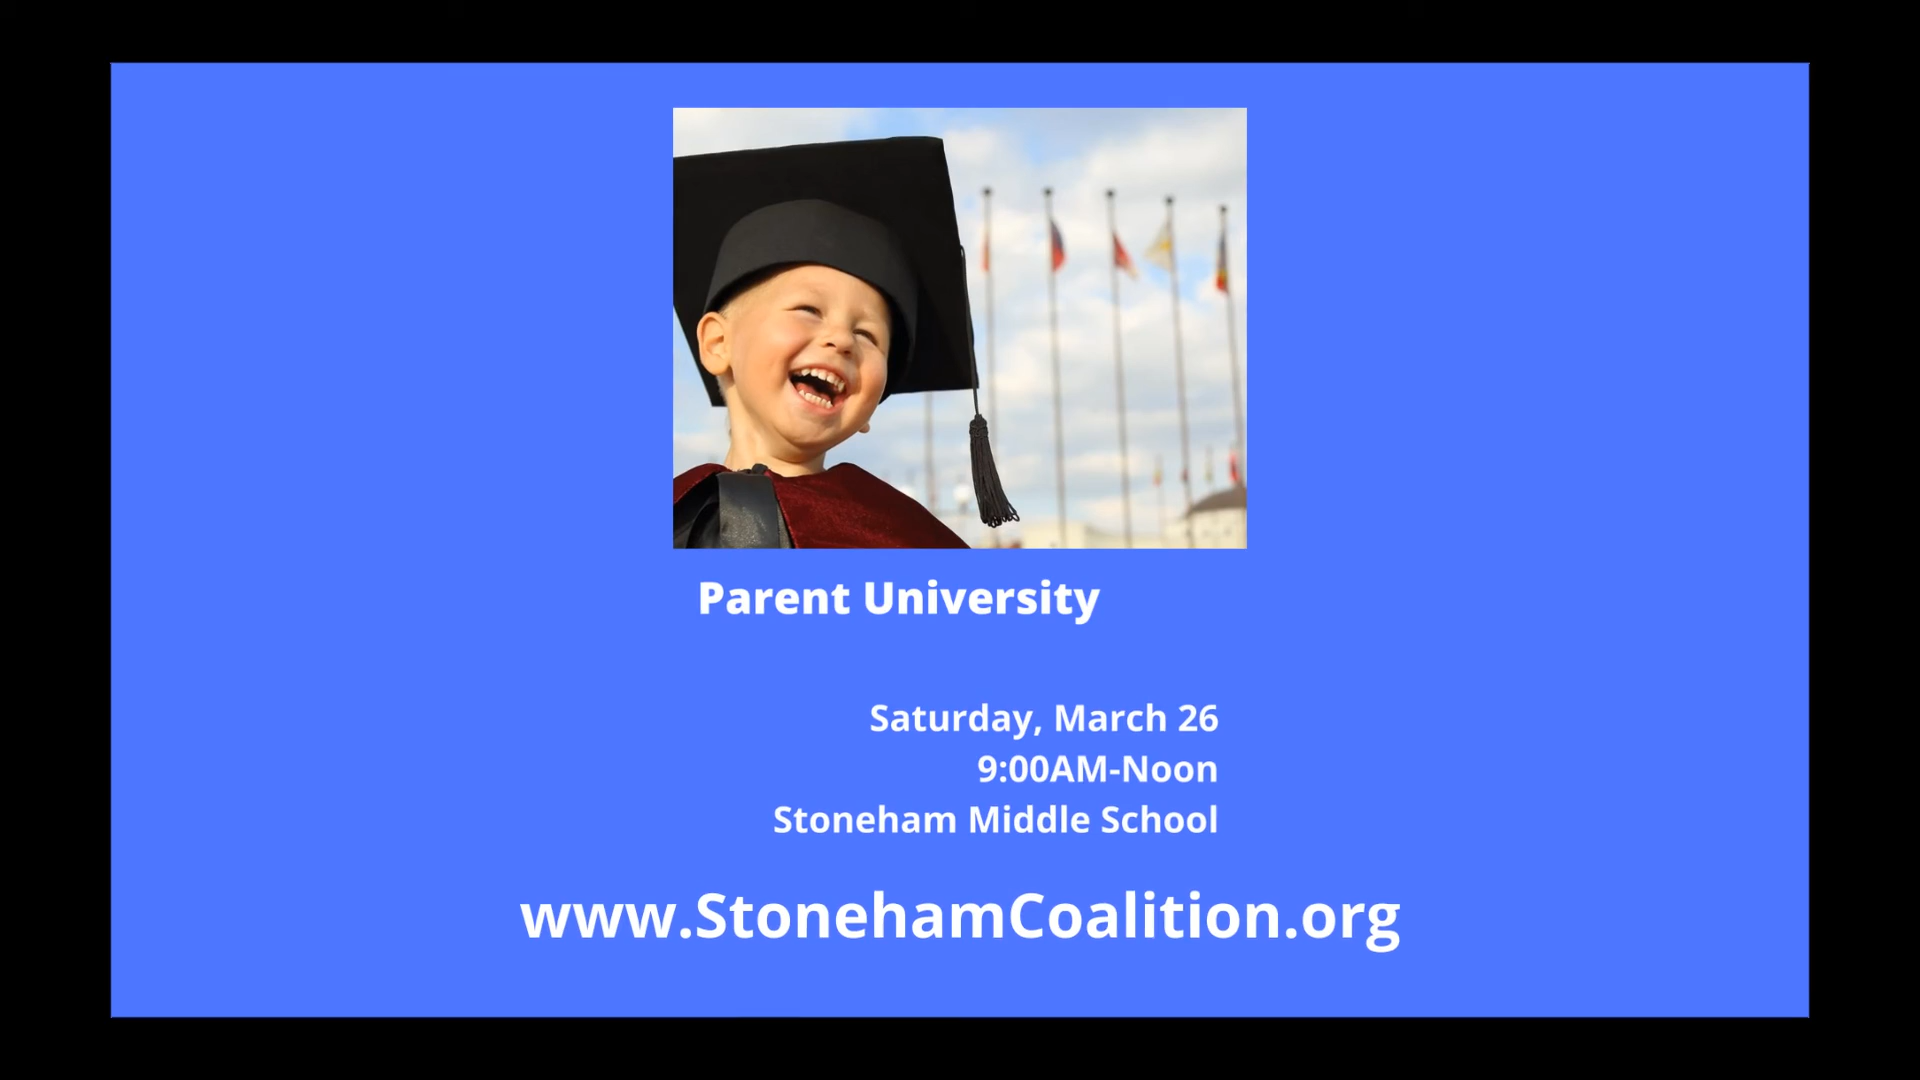 Parent University
Saturday, March 26
9:00AM-Noon
Stoneham Middle School
www.StonehamCoalition.org